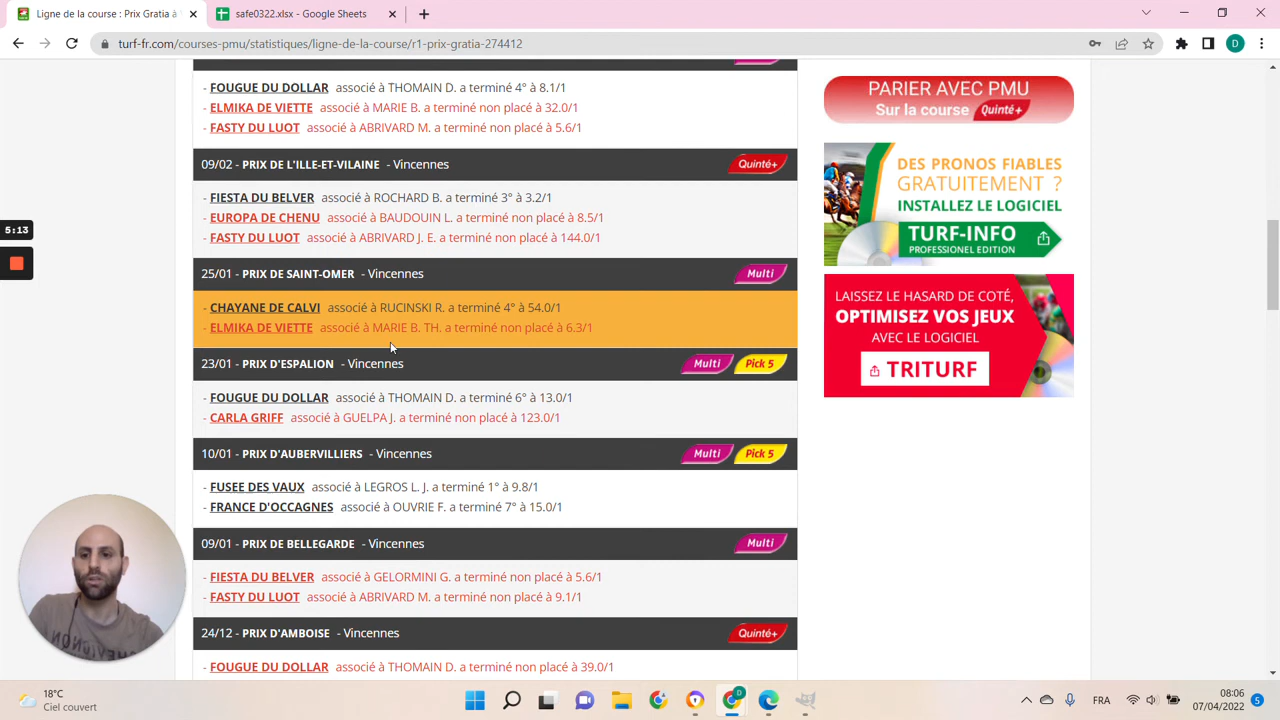 Ligne de la course : Prix Gratia à
safe0322.xlsx - Google Sheets
turf-fr.com/courses-pmu/statistiques/ligne-de-la-course/r1-prix-gratia-274412
D
- FOUGUE DU DOLLAR associé à THOMAIN D. a terminé 4° à 8.1/1
- ELMIKA DE VIETTE associé à MARIE B. a terminé non placé à 32.0/1
- FASTY DU LUOT associé à ABRIVARD M. a terminé non placé à 5.6/1
09/02 - PRIX DE L'ILLE-ET-VILAINE - Vincennes Quinté+
- FIESTA DU BELVER associé à ROCHARD B. a terminé 3° à 3.2/1
- EUROPA DE CHENU associé à BAUDOUIN L. a terminé non placé à 8.5/1
- FASTY DU LUOT associé à ABRIVARD J. E. a terminé non placé à 144.0/1
25/01 - PRIX DE SAINT-OMER - Vincennes Multi
- CHAYANE DE CALVI associé à RUCINSKI R. a terminé 4° à 54.0/1
- ELMIKA DE VIETTE associé à MARIE B. TH. a terminé non placé à 6.3/1
23/01 - PRIX D'ESPALION - Vincennes Multi Pick 5
- FOUGUE DU DOLLAR associé à THOMAIN D. a terminé 6° à 13.0/1
- CARLA GRIFF associé à GUELPA J. a terminé non placé à 123.0/1
10/01 - PRIX D'AUBERVILLIERS - Vincennes Multi Pick 5
- FUSEE DES VAUX associé à LEGROS L. J. a terminé 1° à 9.8/1
- FRANCE D'OCCAGNES associé à OUVRIE F. a terminé 7° à 15.0/1
09/01 - PRIX DE BELLEGARDE - Vincennes Multi
- FIESTA DU BELVER associé à GELORMINI G. a terminé non placé à 5.6/1
- FASTY DU LUOT associé à ABRIVARD M. a terminé non placé à 9.1/1
24/12 - PRIX D'AMBOISE - Vincennes Quinté+
- FOUGUE DU DOLLAR associé à THOMAIN D. a terminé non placé à 39.0/1
PARIER AVEC PMU
Sur la course Quinté+
DES PRONOS FIABLES
GRATUITEMENT ?
INSTALLEZ LE LOGICIEL
TURF-INFO
PROFESSIONEL EDITION
LAISSEZ LE HASARD DE COTÉ,
OPTIMISEZ VOS JEUX
AVEC LE LOGICIEL
TRITURF
5:13
18°C
Ciel couvert
D
FRA
08:06
07/04/2022
5